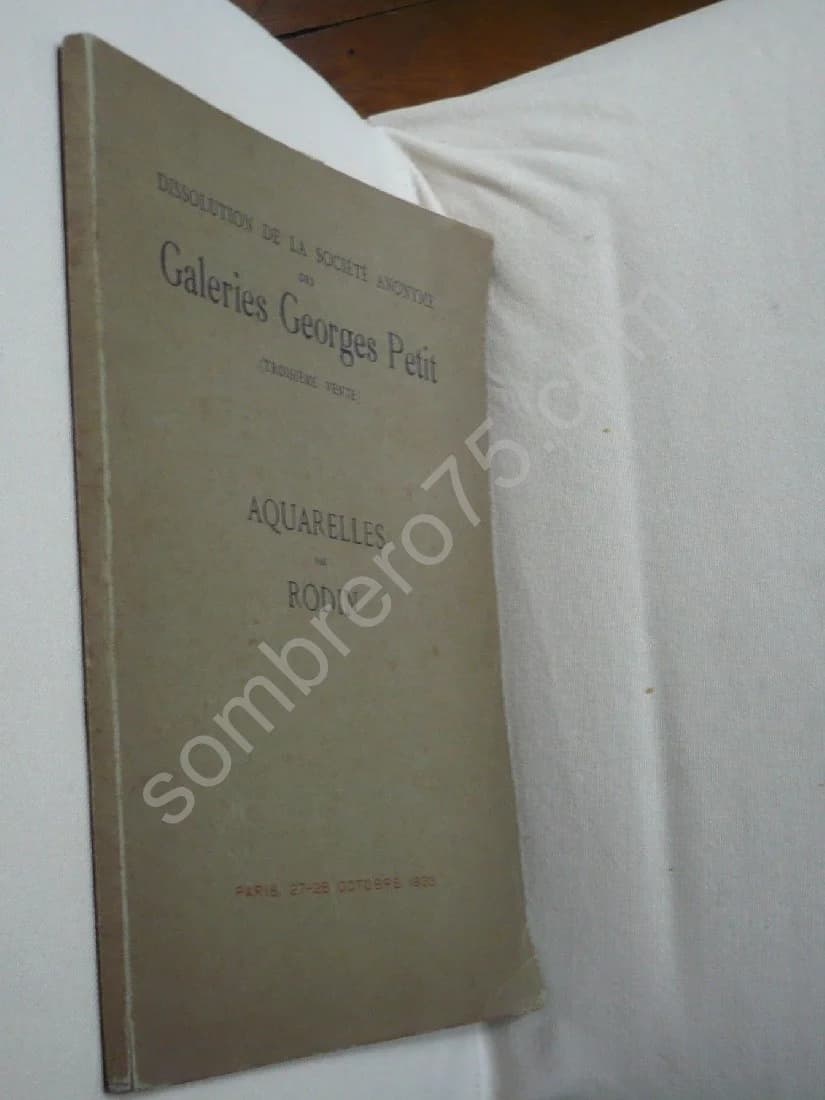 DISSOLUTION DE LA SOCIÉTÉ ANONYME
DES
Galeries Georges Petit
(TROISIÈME VENTE)
AQUARELLES
PAR
RODIN
PARIS, 27-28 OCTOBRE
sombrero75.com